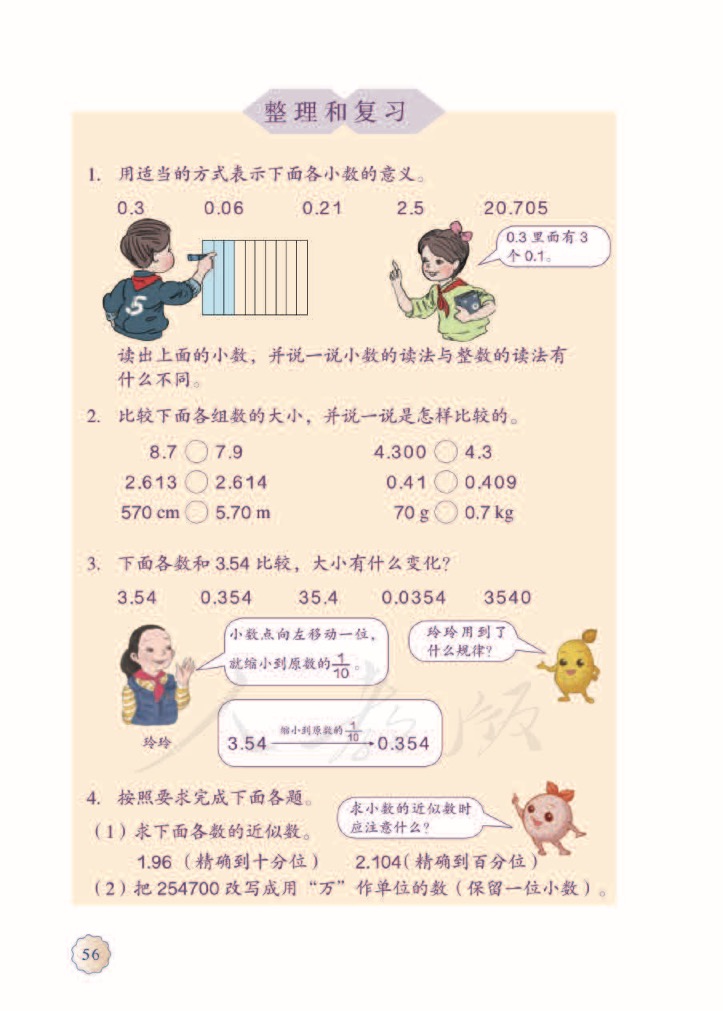 整理和复习
1. 用适当的方式表示下面各小数的意义。
0.3 0.06 0.21 2.5 20.705
0.3 里面有 3
个 0.1。
5
读出上面的小数，并说一说小数的读法与整数的读法有
什么不同。
2. 比较下面各组数的大小，并说一说是怎样比较的。
8.7 ○ 7.9 4.300 ○ 4.3
2.613 ○ 2.614 0.41 ○ 0.409
570 cm ○ 5.70 m 70 g ○ 0.7 kg
3. 下面各数和 3.54 比较，大小有什么变化？
3.54 0.354 35.4 0.0354 3540
小数点向左移动一位，
就缩小到原数的 1/10 。
玲玲用到了
什么规律？
玲玲
缩小到原数的 1/10
3.54 → 0.354
人教版
4. 按照要求完成下面各题。
求小数的近似数时
应注意什么？
（1）求下面各数的近似数。
1.96 （精确到十分位） 2.104（精确到百分位）
（2）把 254700 改写成用“万”作单位的数（保留一位小数）。
56